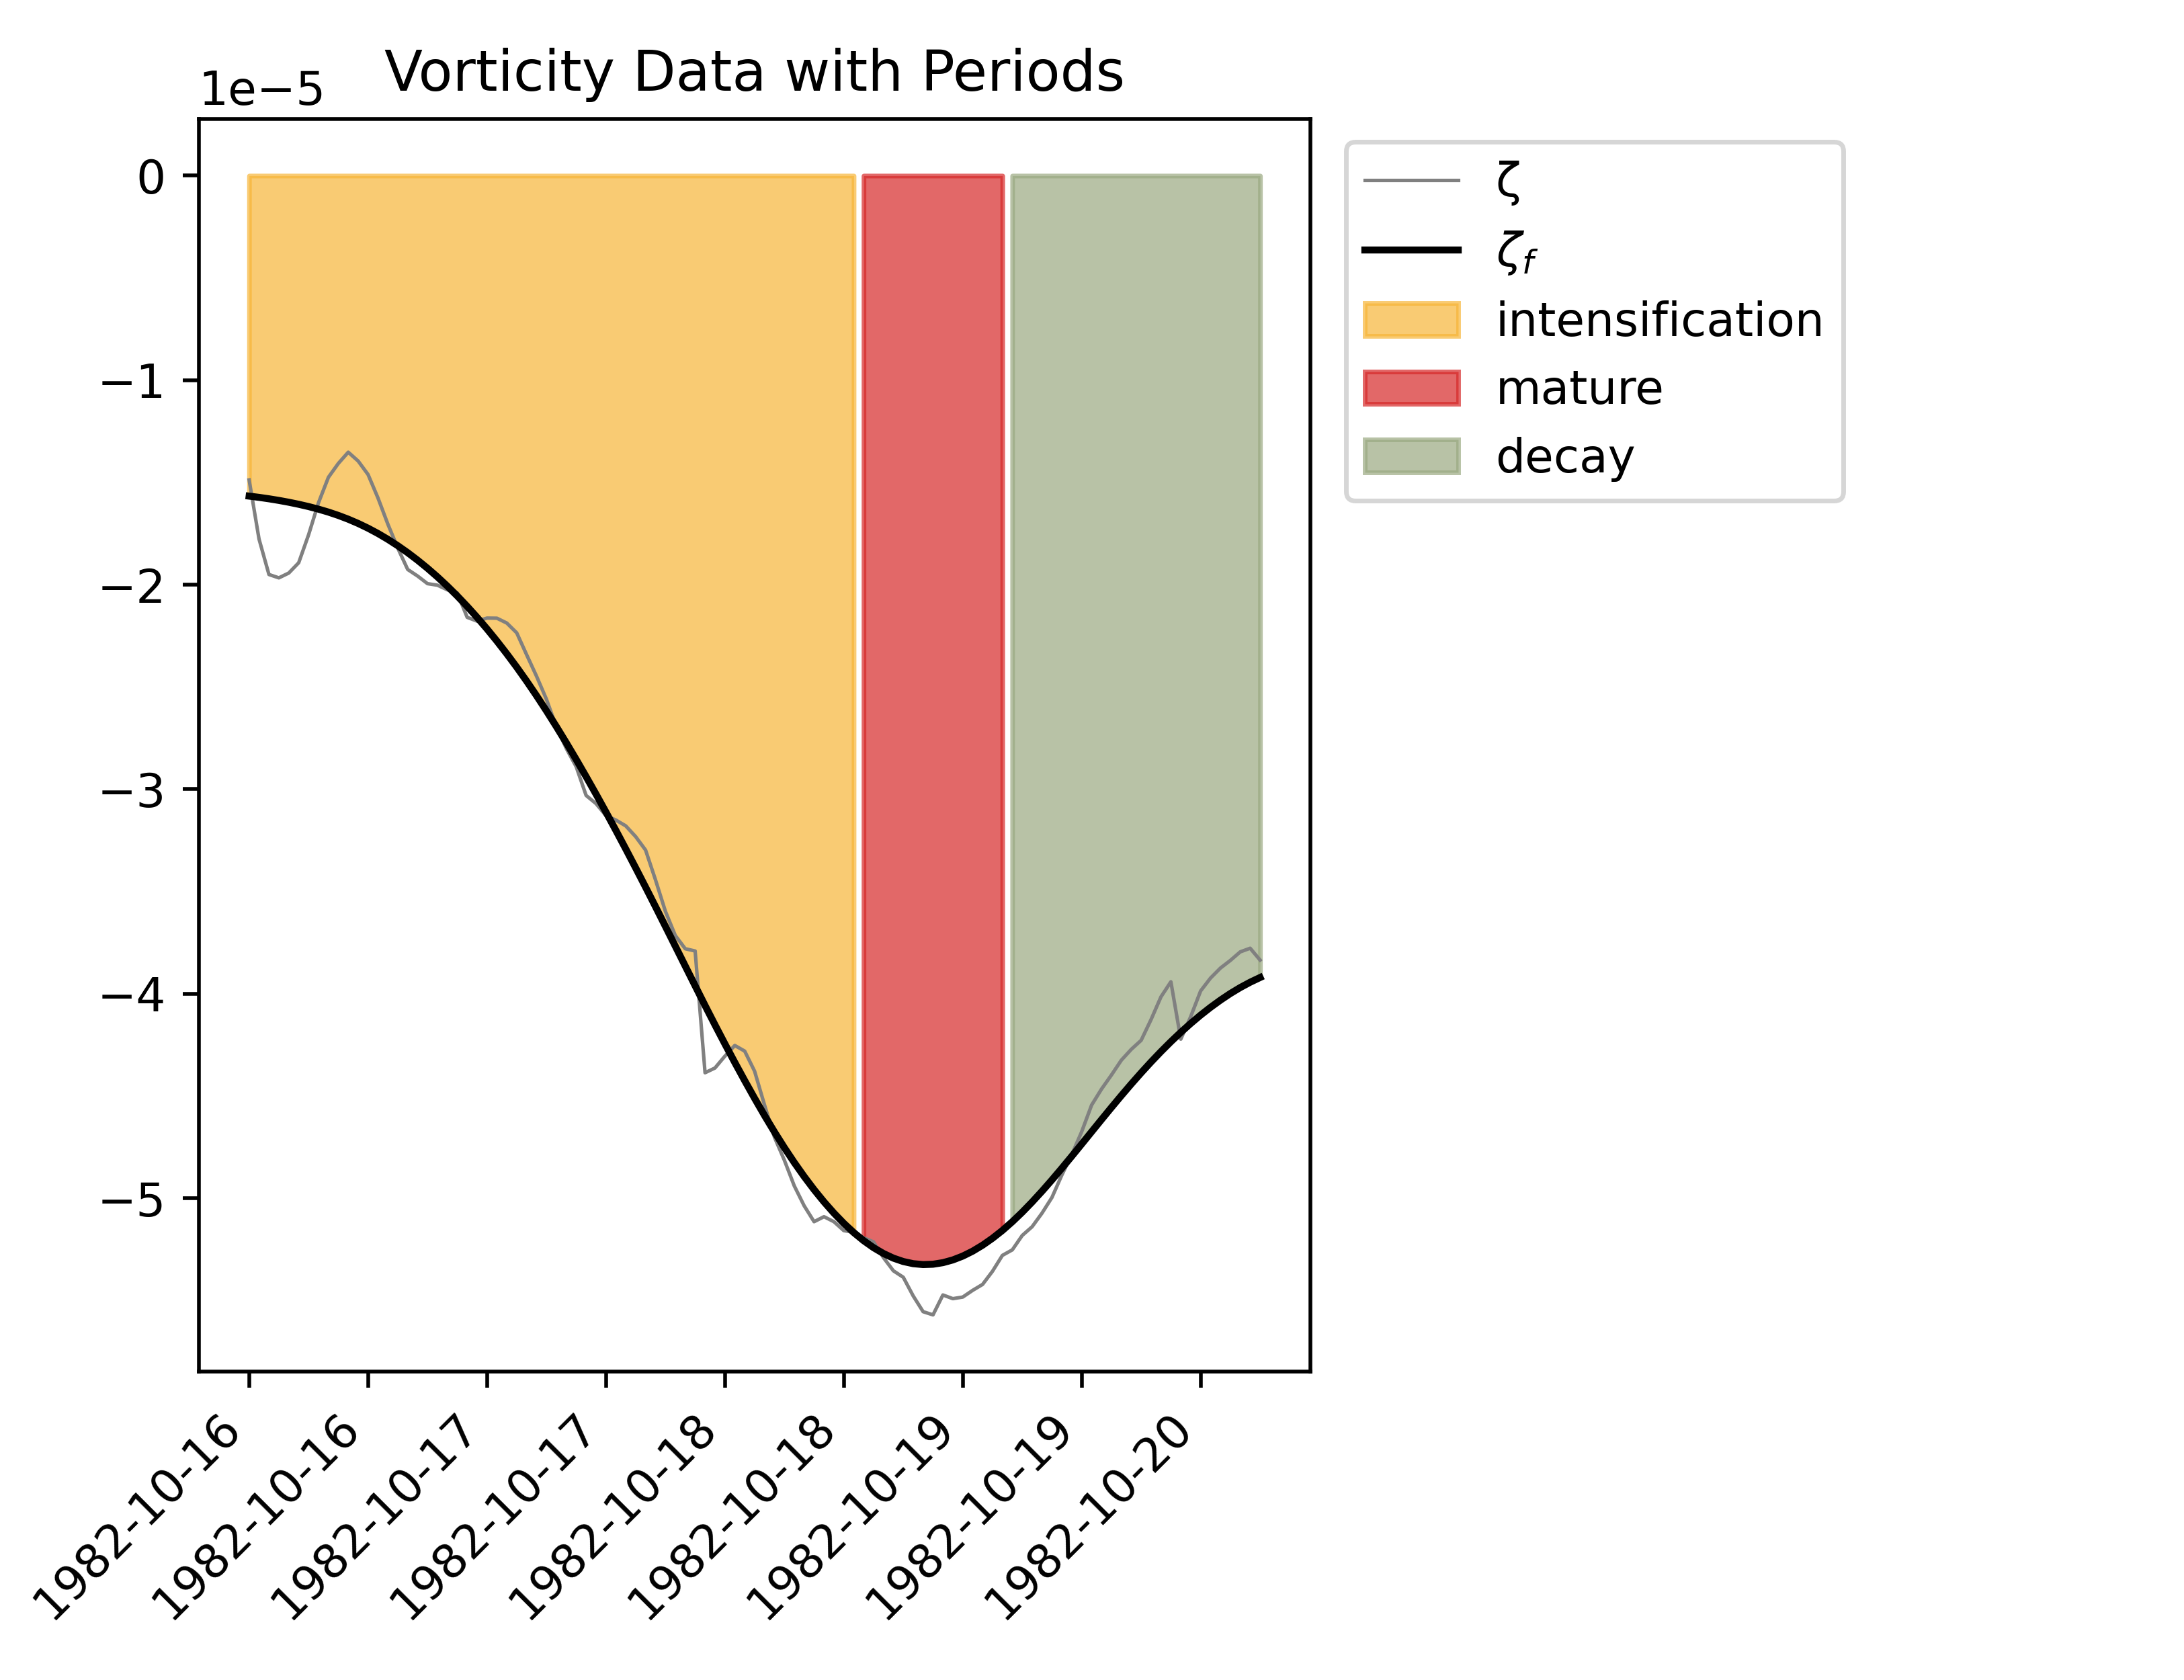 Vorticity Data with Periods
1e−5
0
−1
−2
−3
−4
−5
1982-10-16
1982-10-16
1982-10-17
1982-10-17
1982-10-18
1982-10-18
1982-10-19
1982-10-19
1982-10-20
ζ
ζf
intensification
mature
decay